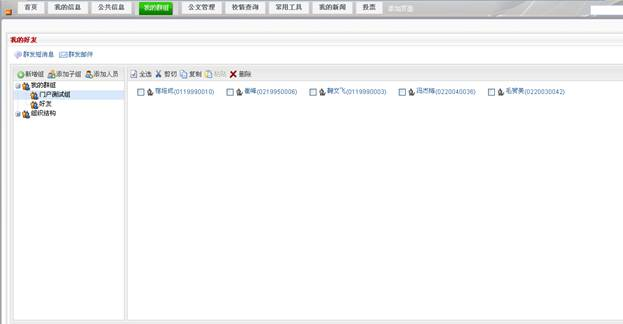 首页 我的信息 公共信息 我的群组 公文管理 校情查询 常用工具 我的新闻 投票 添加页面
我的好友
群发短消息 群发邮件
新增组 添加子组 添加人员 全选 剪切 复制 粘贴 删除
我的群组
门户测试组
好友
组织结构
(0119990010) 崔峰(0219950006) 文飞(0119990003) 冯杰梅(0220040036) 毛贺美(0220030042)